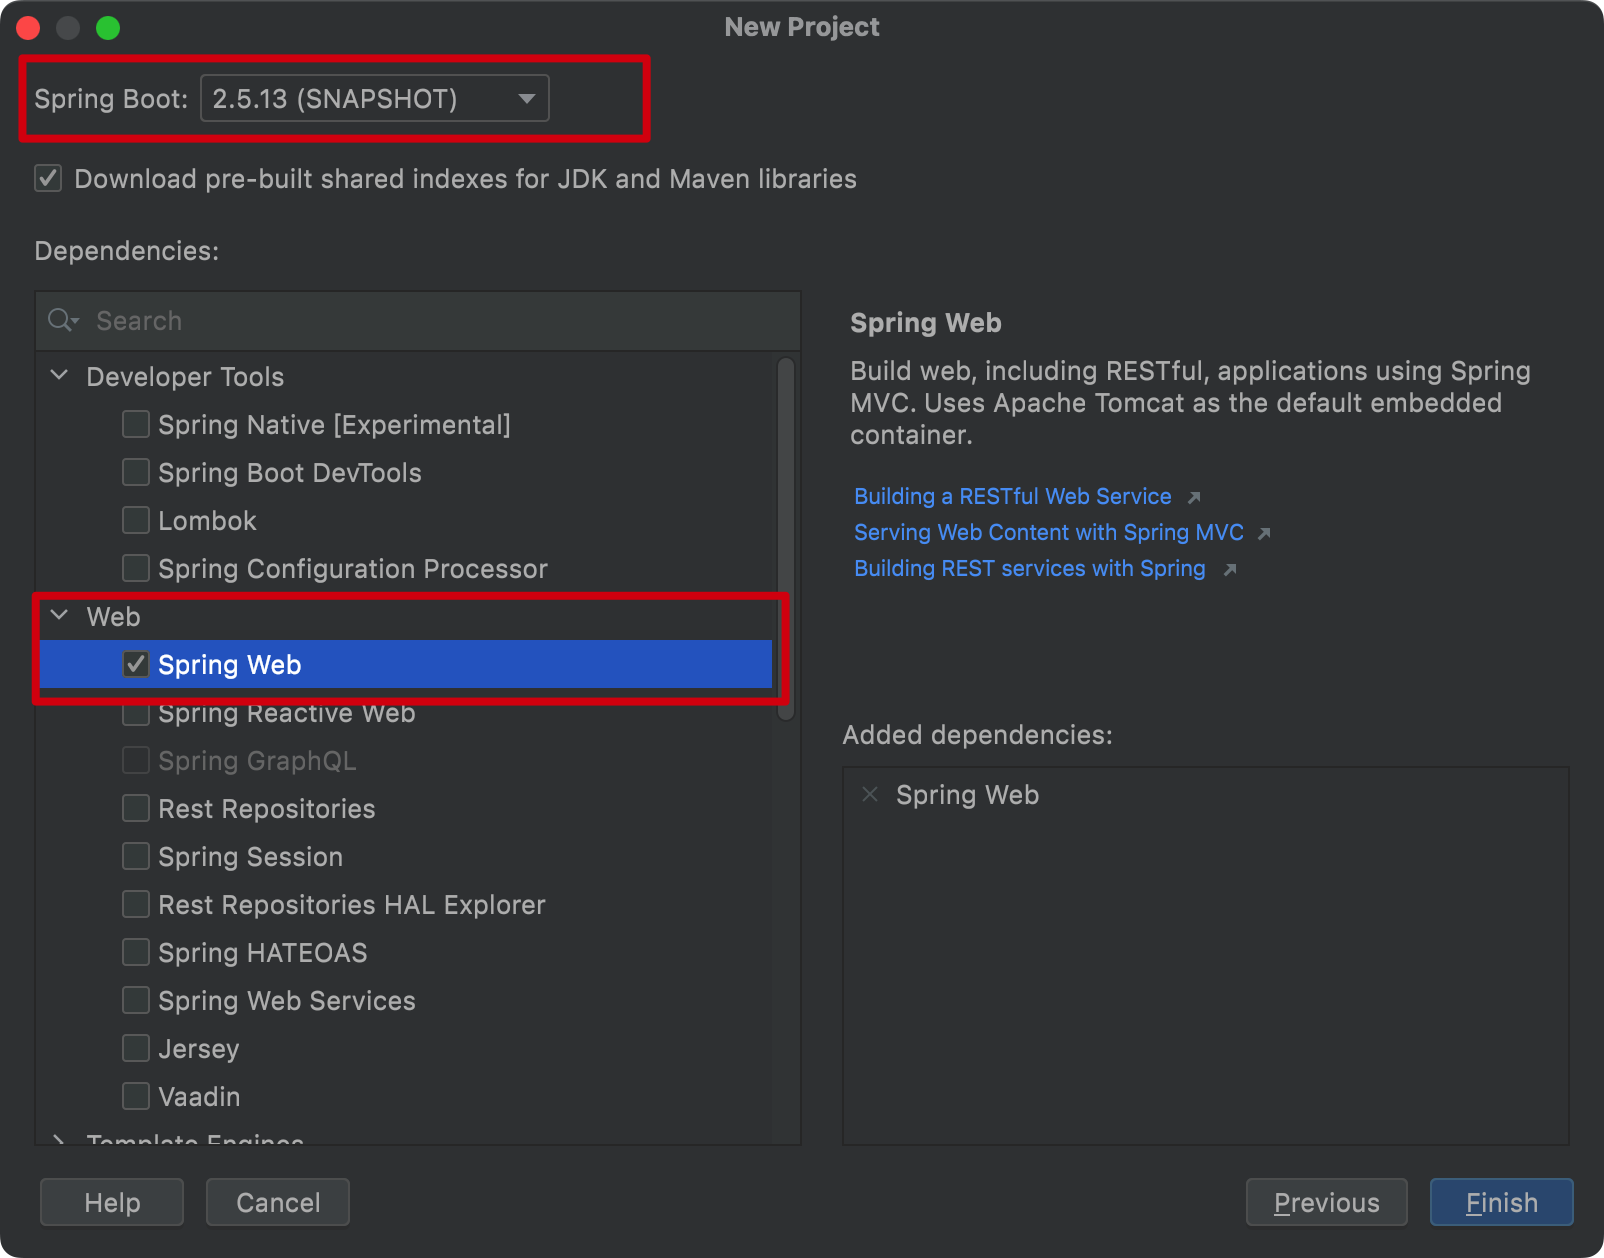 New Project
Spring Boot: 2.5.13 (SNAPSHOT)
Download pre-built shared indexes for JDK and Maven libraries
Dependencies:
Search
Developer Tools
Spring Native [Experimental]
Spring Boot DevTools
Lombok
Spring Configuration Processor
Web
Spring Web
Spring Reactive Web
Spring GraphQL
Rest Repositories
Spring Session
Rest Repositories HAL Explorer
Spring HATEOAS
Spring Web Services
Jersey
Vaadin
Template Engines
Spring Web
Build web, including RESTful, applications using Spring
MVC. Uses Apache Tomcat as the default embedded
container.
Building a RESTful Web Service
Serving Web Content with Spring MVC
Building REST services with Spring
Added dependencies:
Spring Web
Help
Cancel
Previous
Finish